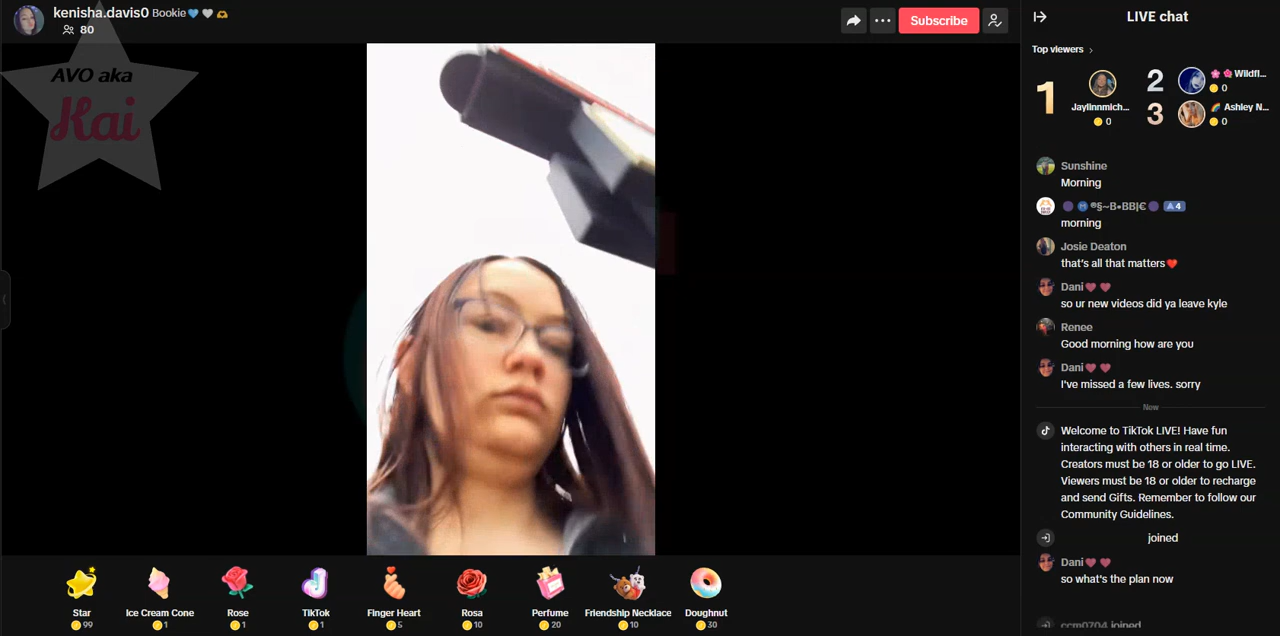 kenisha.davis0 Bookie🩵🤍🫶
80
Subscribe
AVO aka
Kai
LIVE chat
Top viewers
1
Jaylinnmich...
0
2
🌸🌺 Wildfl...
0
3
🌈 Ashley N...
0
Sunshine
Morning
4
morning
Josie Deaton
that's all that matters❤️
Dani
so ur new videos did ya leave kyle
Renee
Good morning how are you
Dani
I've missed a few lives. sorry
New
Welcome to TikTok LIVE! Have fun
interacting with others in real time.
Creators must be 18 or older to go LIVE.
Viewers must be 18 or older to recharge
and send Gifts. Remember to follow our
Community Guidelines.
joined
Dani
so what's the plan now
ccm0704 joined
Star
99
Ice Cream Cone
1
Rose
1
TikTok
1
Finger Heart
5
Rosa
10
Perfume
20
Friendship Necklace
10
Doughnut
30